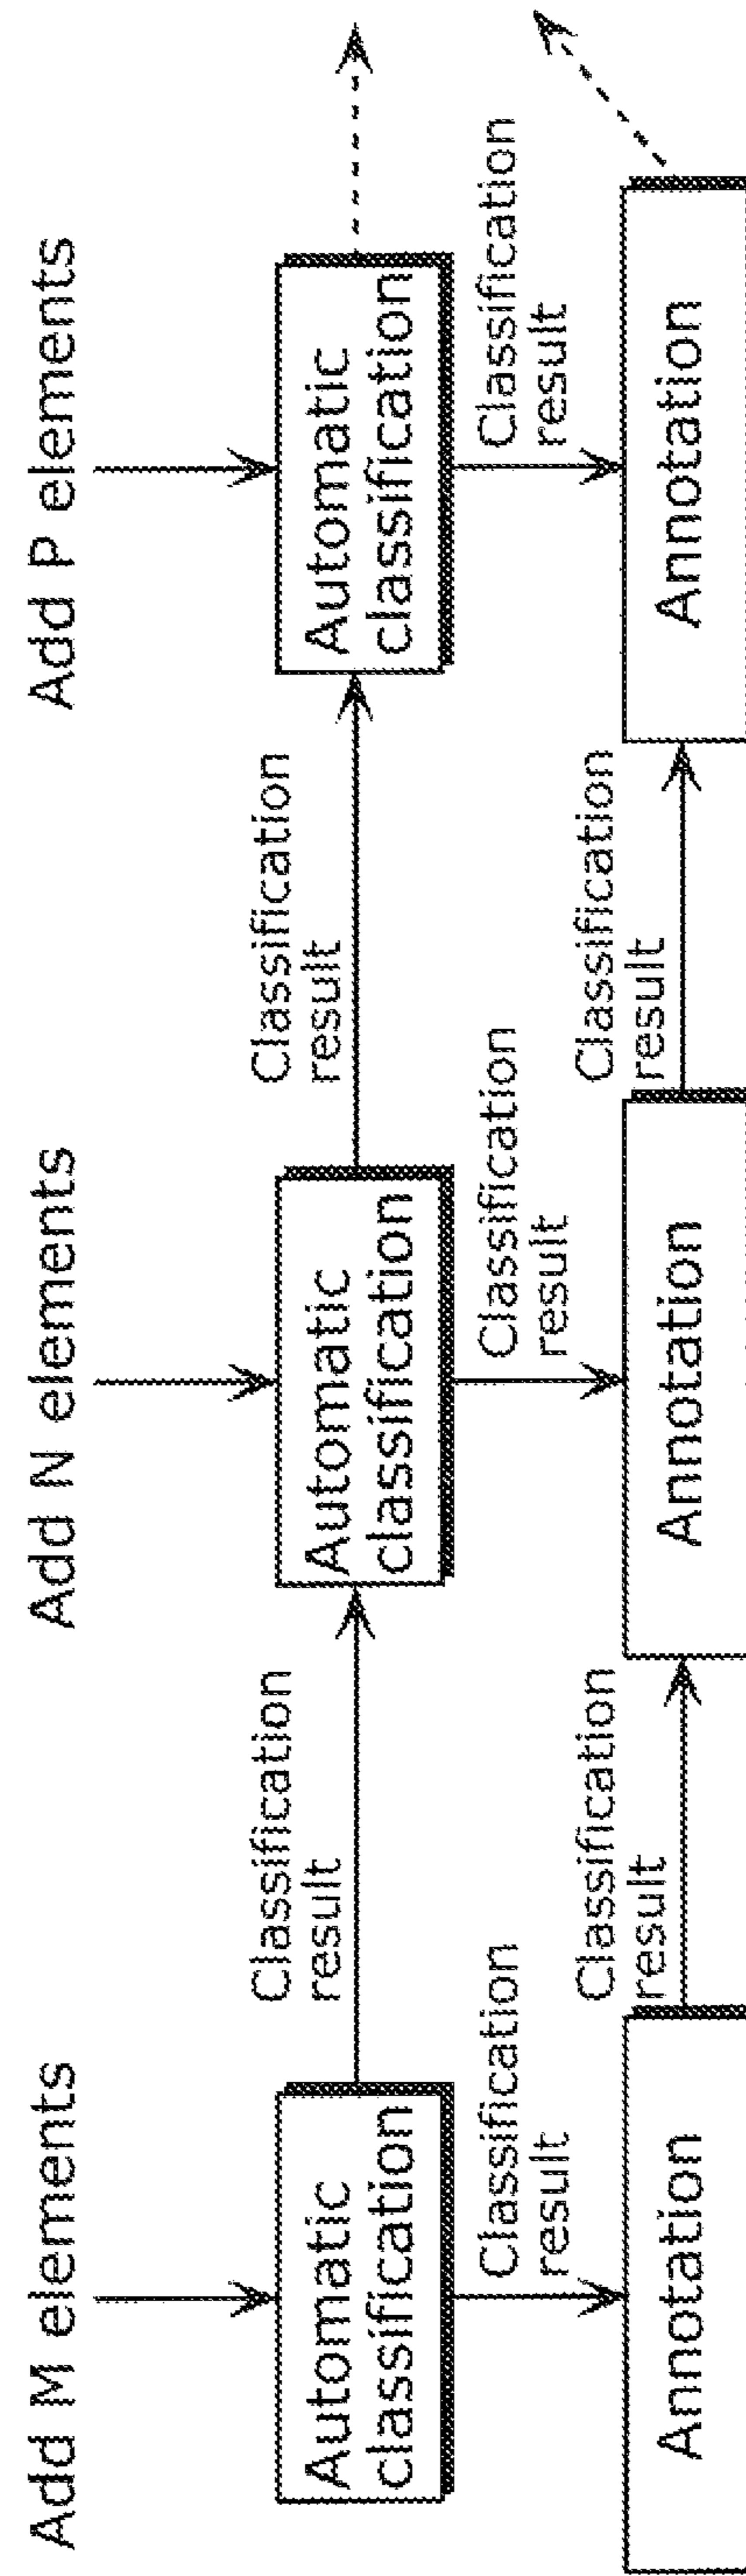 Add M elements
Add N elements
Add P elements
Automatic
classification
Classification
result
Automatic
classification
Classification
result
Automatic
classification
Classification
result
Classification
result
Classification
result
Annotation
Classification
result
Annotation
Classification
result
Annotation